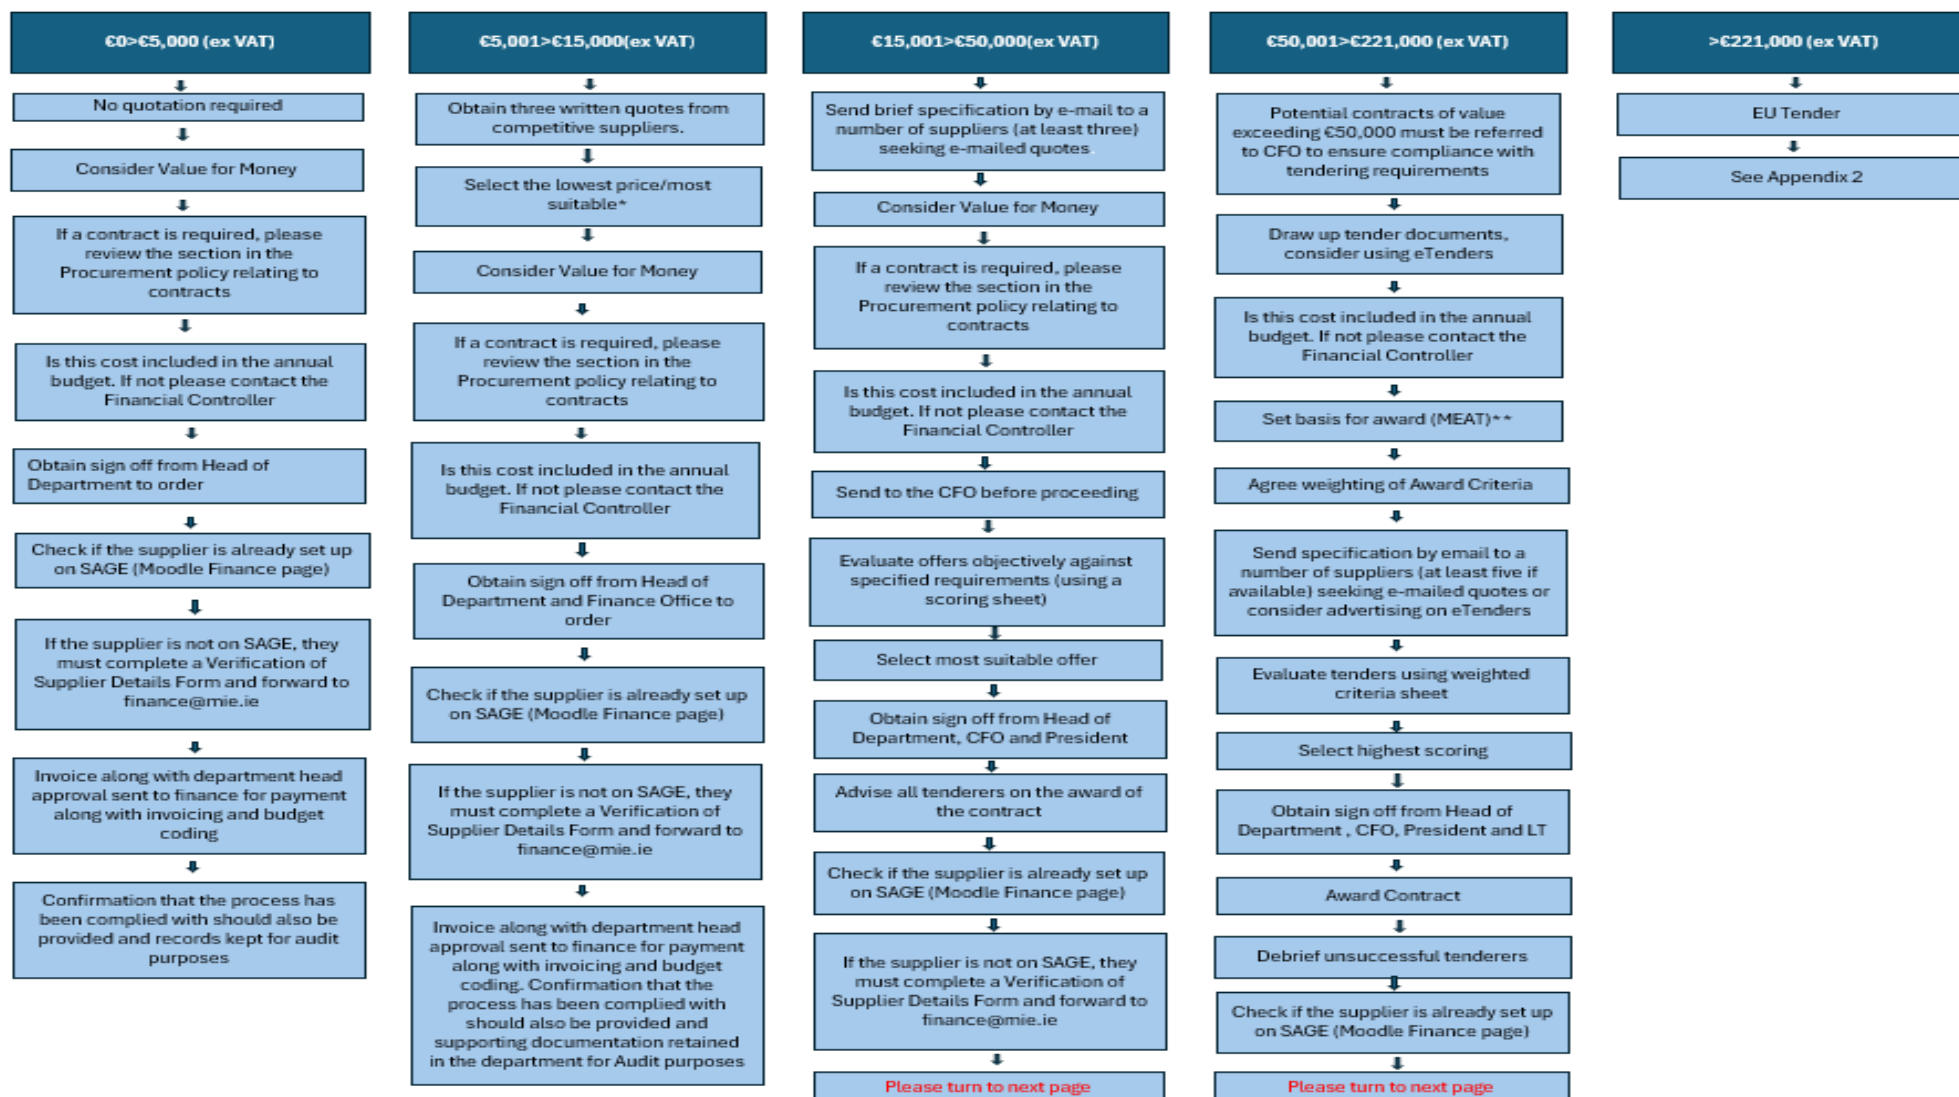 €0>€5,000 (ex VAT)
No quotation required
Consider Value for Money
If a contract is required, please
review the section in the
Procurement policy relating to
contracts
Is this cost included in the annual
budget. If not please contact the
Financial Controller
Obtain sign off from Head of
Department to order
Check if the supplier is already set up
on SAGE (Moodle Finance page)
If the supplier is not on SAGE, they
must complete a Verification of
Supplier Details Form and forward to
finance@mie.ie
Invoice along with department head
approval sent to finance for payment
along with invoicing and budget
coding
Confirmation that the process has
been complied with should also be
provided and records kept for audit
purposes
€5,001>€15,000(ex VAT)
Obtain three written quotes from
competitive suppliers.
Select the lowest price/most
suitable*
Consider Value for Money
If a contract is required, please
review the section in the
Procurement policy relating to
contracts
Is this cost included in the annual
budget. If not please contact the
Financial Controller
Obtain sign off from Head of
Department and Finance Office to
order
Check if the supplier is already set up
on SAGE (Moodle Finance page)
If the supplier is not on SAGE, they
must complete a Verification of
Supplier Details Form and forward to
finance@mie.ie
Invoice along with department head
approval sent to finance for payment
along with invoicing and budget
coding. Confirmation that the
process has been complied with
should also be provided and
supporting documentation retained
in the department for Audit purposes
€15,001>€50,000(ex VAT)
Send brief specification by e-mail to a
number of suppliers (at least three)
seeking e-mailed quotes.
Consider Value for Money
If a contract is required, please
review the section in the
Procurement policy relating to
contracts
Is this cost included in the annual
budget. If not please contact the
Financial Controller
Send to the CFO before proceeding
Evaluate offers objectively against
specified requirements (using a
scoring sheet)
Select most suitable offer
Obtain sign off from Head of
Department, CFO and President
Advise all tenderers on the award of
the contract
Check if the supplier is already set up
on SAGE (Moodle Finance page)
If the supplier is not on SAGE, they
must complete a Verification of
Supplier Details Form and forward to
finance@mie.ie
Please turn to next page
€50,001>€221,000 (ex VAT)
Potential contracts of value
exceeding €50,000 must be referred
to CFO to ensure compliance with
tendering requirements
Draw up tender documents,
consider using eTenders
Is this cost included in the annual
budget. If not please contact the
Financial Controller
Set basis for award (MEAT)**
Agree weighting of Award Criteria
Send specification by email to a
number of suppliers (at least five if
available) seeking e-mailed quotes or
consider advertising on eTenders
Evaluate tenders using weighted
criteria sheet
Select highest scoring
Obtain sign off from Head of
Department , CFO, President and LT
Award Contract
Debrief unsuccessful tenderers
Check if the supplier is already set up
on SAGE (Moodle Finance page)
Please turn to next page
>€221,000 (ex VAT)
EU Tender
See Appendix 2